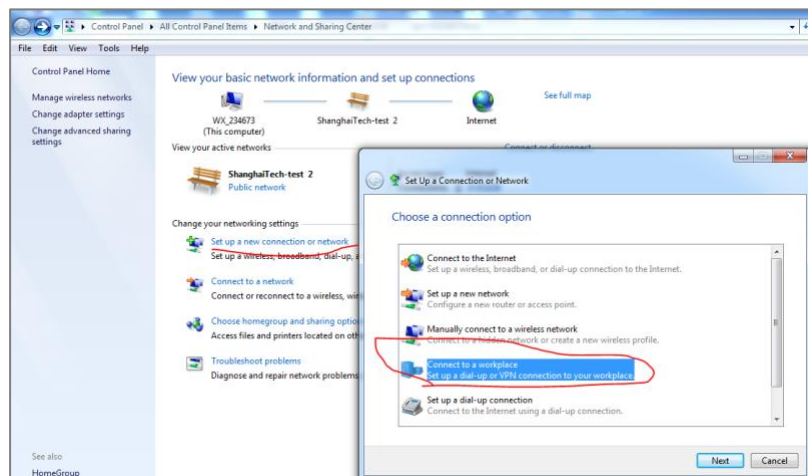 Control Panel ▸ All Control Panel Items ▸ Network and Sharing Center
File Edit View Tools Help
Control Panel Home
Manage wireless networks
Change adapter settings
Change advanced sharing
settings
See also
HomeGroup
View your basic network information and set up connections
See full map
WX_234673
(This computer)
ShanghaiTech-test 2
Internet
View your active networks
Connect or disconnect
ShanghaiTech-test 2
Public network
Change your networking settings
Set up a new connection or network
Set up a wireless, broadband, dial-up, a
Connect to a network
Connect or reconnect to a wireless, wir
Choose homegroup and sharing optio
Access files and printers located on oth
Troubleshoot problems
Diagnose and repair network problems
Set Up a Connection or Network
Choose a connection option
Connect to the Internet
Set up a wireless, broadband, or dial-up connection to the Internet.
Set up a new network
Configure a new router or access point.
Manually connect to a wireless network
Connect to a hidden network or create a new wireless profile.
Connect to a workplace
Set up a dial-up or VPN connection to your workplace.
Set up a dial-up connection
Connect to the Internet using a dial-up connection.
Next Cancel